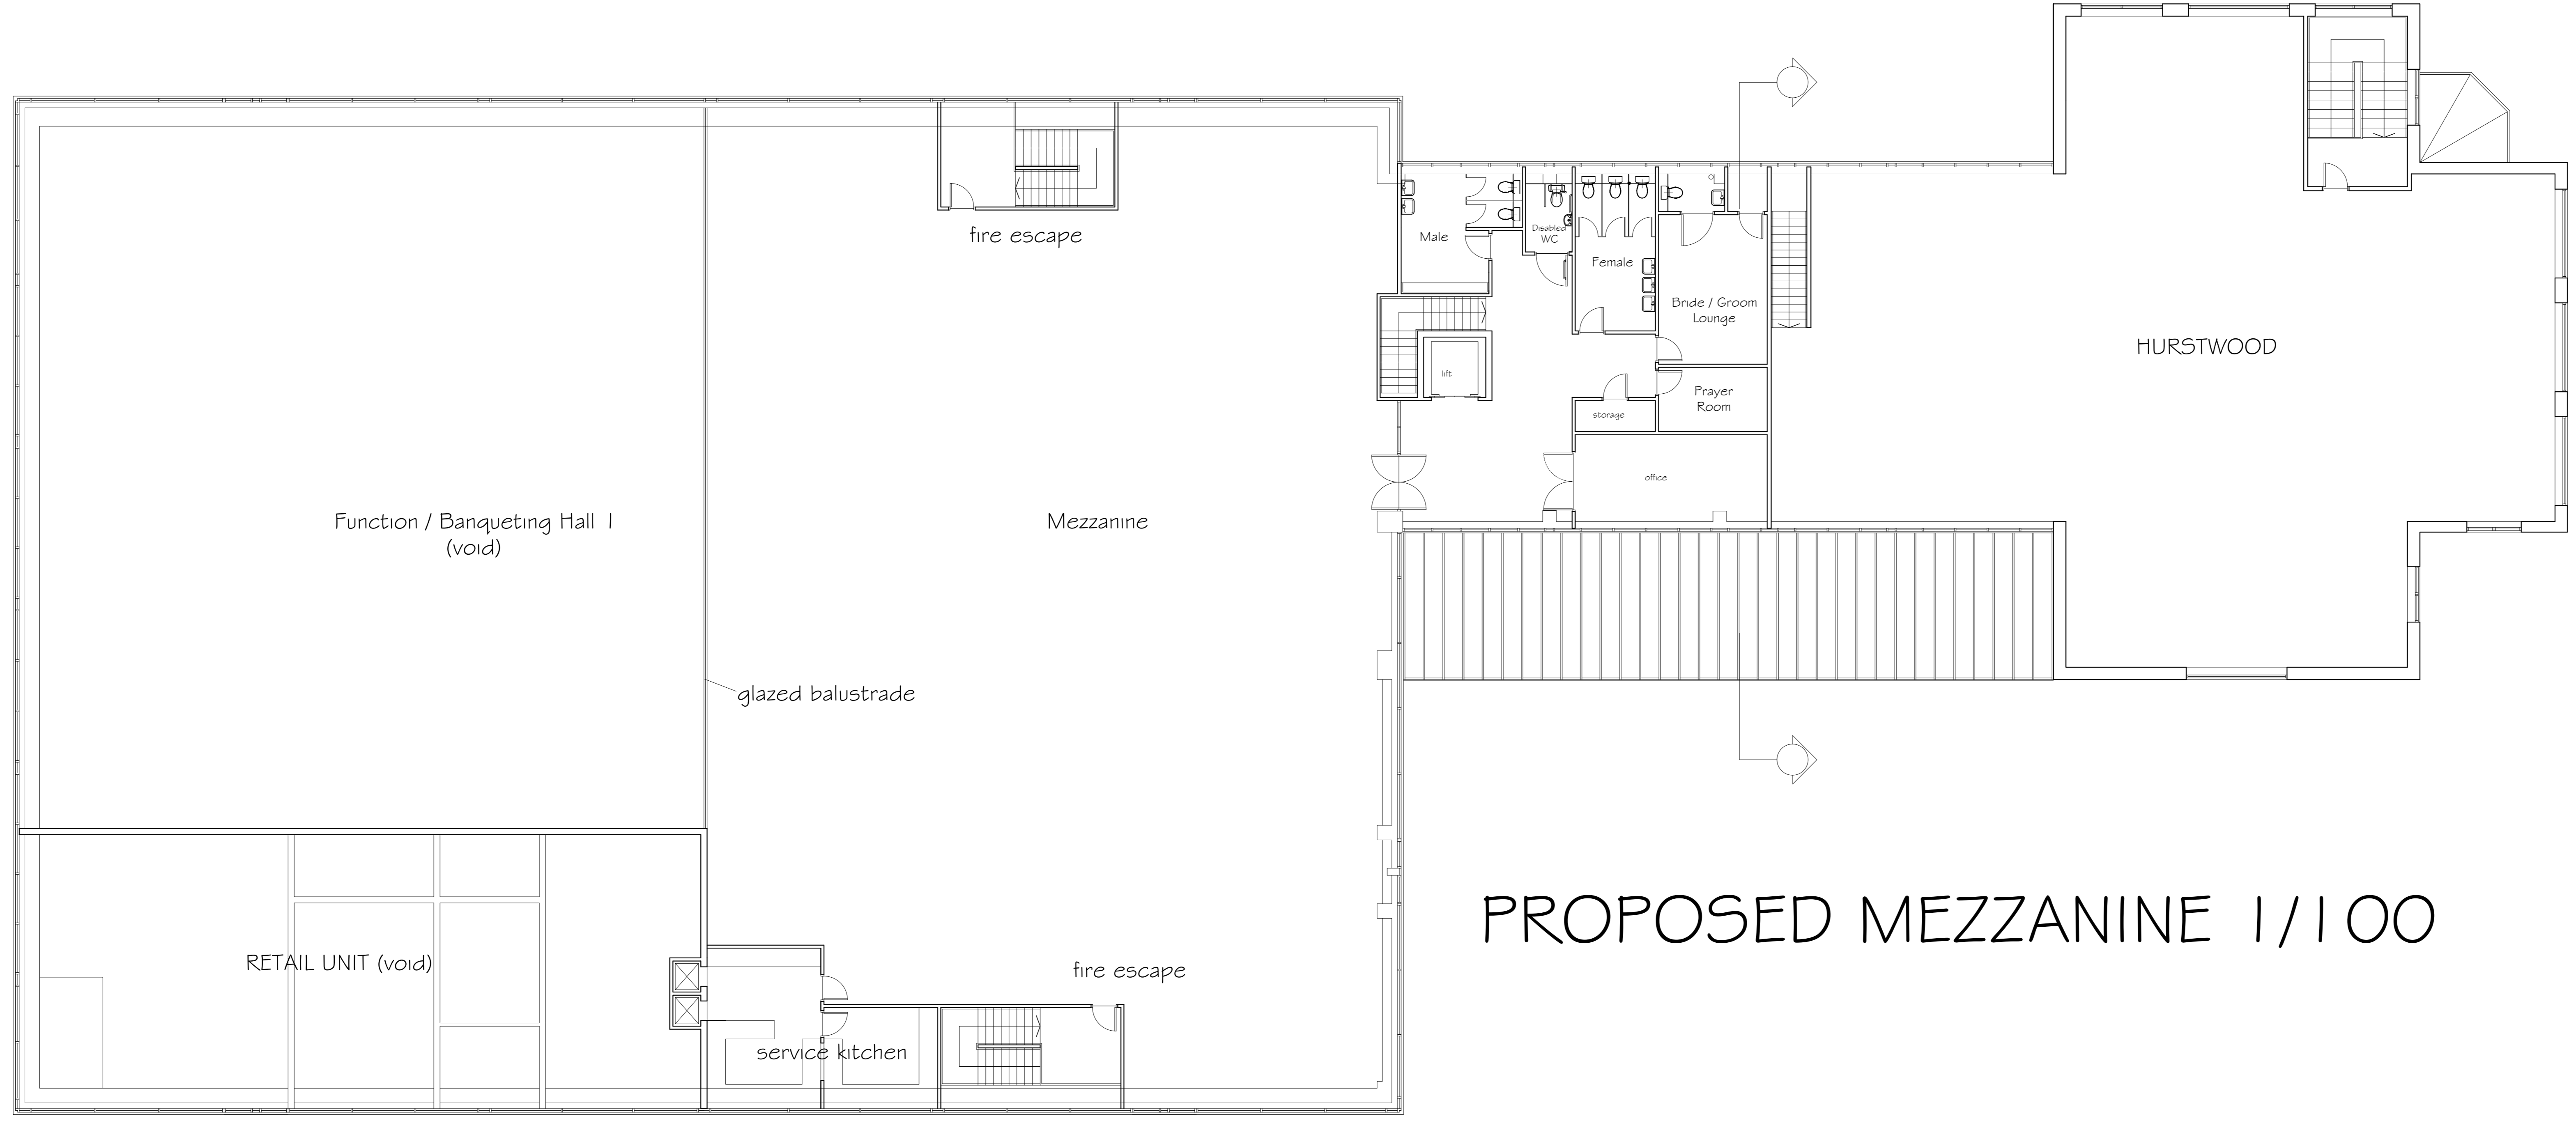 fire escape
Male
Disabled
WC
Female
Bride / Groom
Lounge
HURSTWOOD
lift
Prayer
Room
storage
office
Function / Banqueting Hall 1
(void)
Mezzanine
glazed balustrade
PROPOSED MEZZANINE 1/100
RETAIL UNIT (void)
fire escape
service kitchen